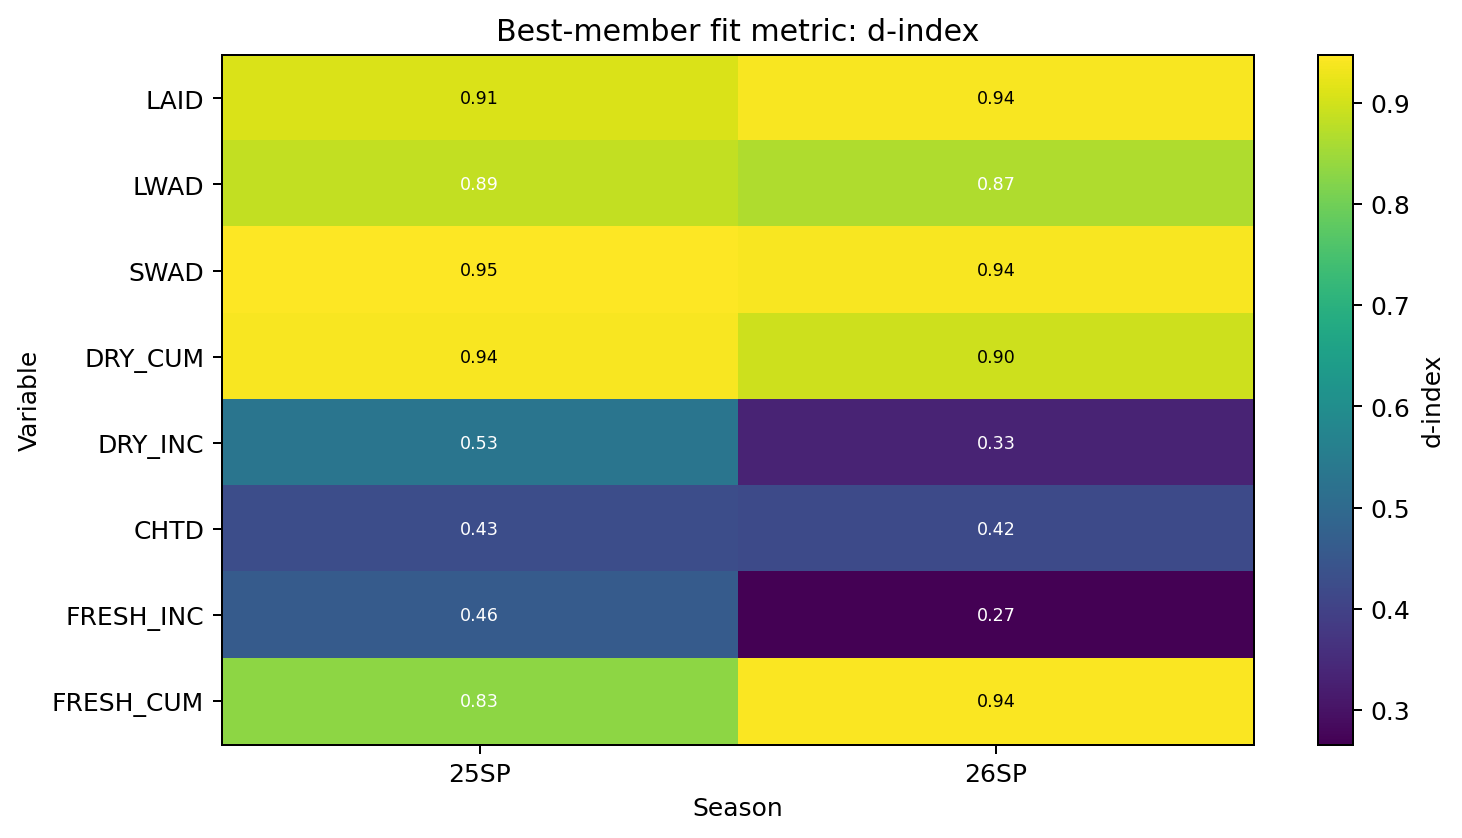 Best-member fit metric: d-index
Variable
LAID 0.91 0.94
LWAD 0.89 0.87
SWAD 0.95 0.94
DRY_CUM 0.94 0.90
DRY_INC 0.53 0.33
CHTD 0.43 0.42
FRESH_INC 0.46 0.27
FRESH_CUM 0.83 0.94
25SP 26SP
Season
0.9
0.8
0.7
0.6
0.5
0.4
0.3
d-index